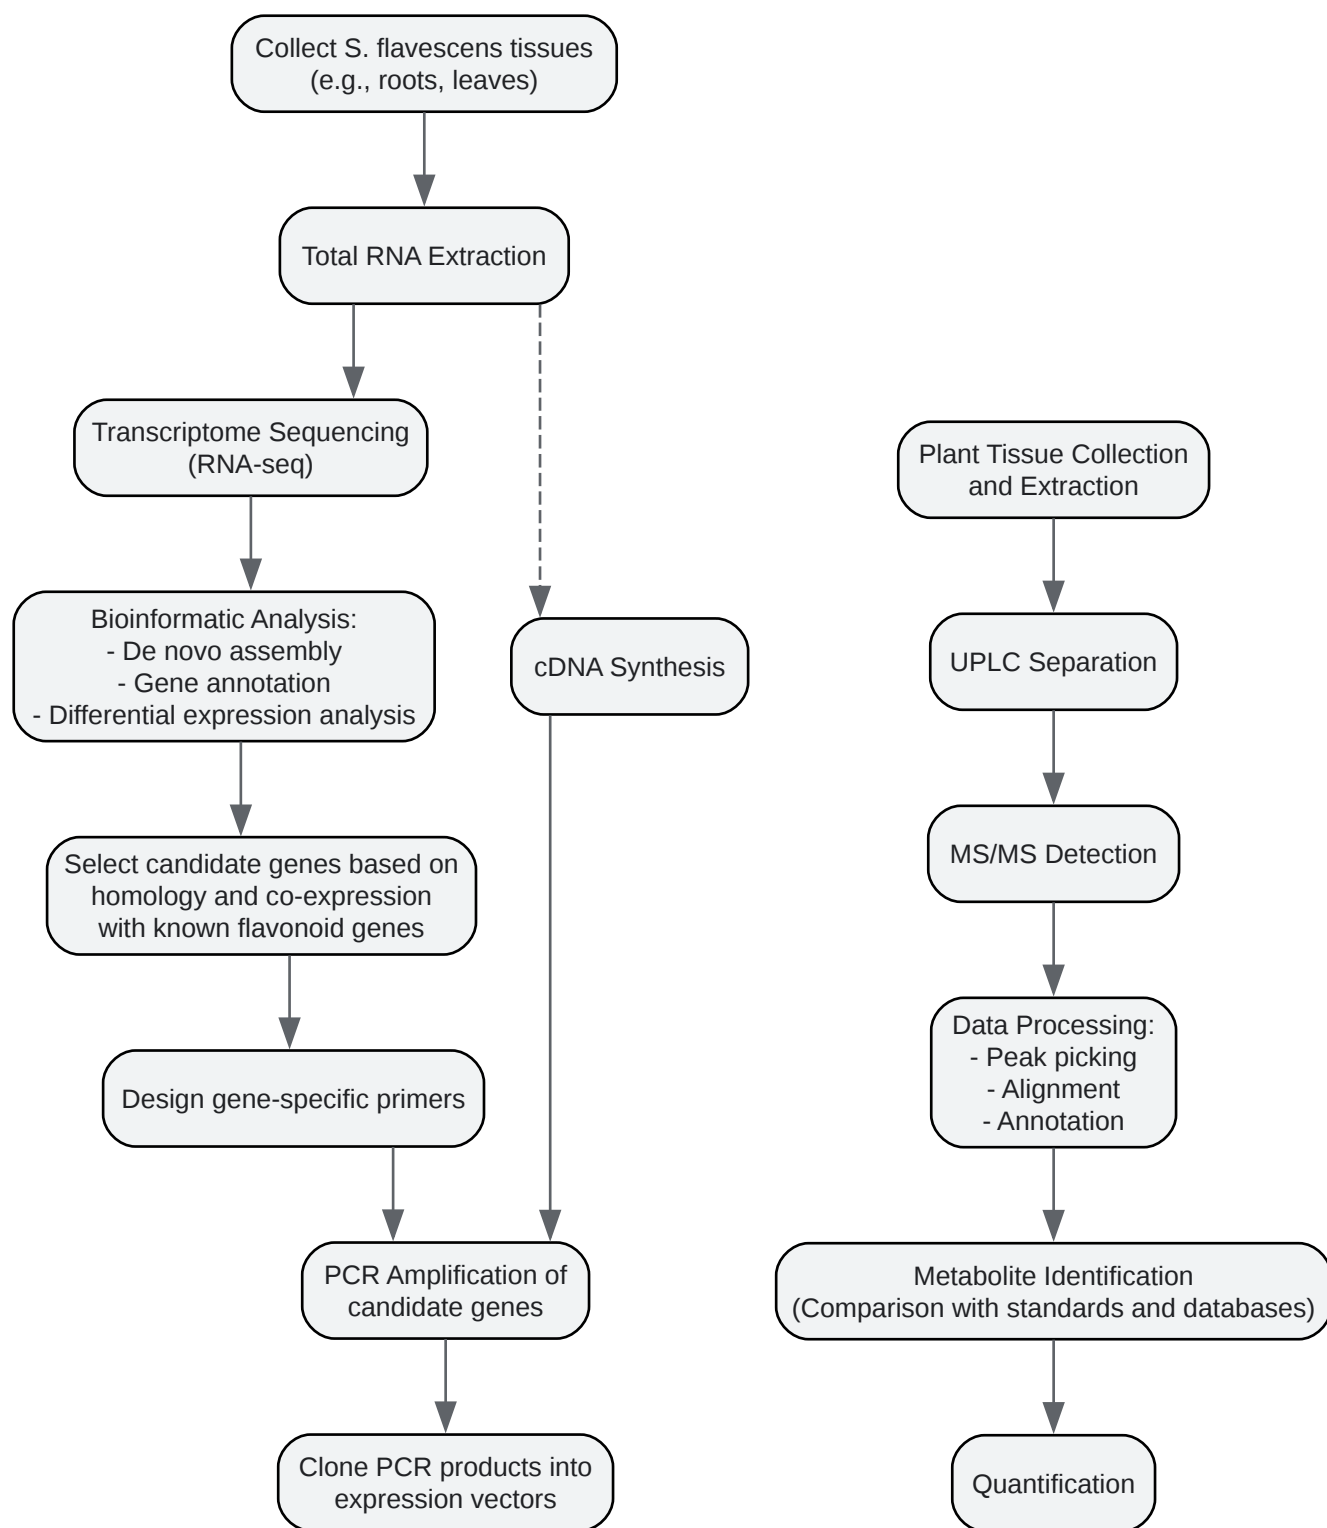 Collect S. flavescens tissues
(e.g., roots, leaves)
Total RNA Extraction
Transcriptome Sequencing
(RNA-seq)
Bioinformatic Analysis:
- De novo assembly
- Gene annotation
- Differential expression analysis
cDNA Synthesis
Select candidate genes based on
homology and co-expression
with known flavonoid genes
Design gene-specific primers
PCR Amplification of
candidate genes
Clone PCR products into
expression vectors
Plant Tissue Collection
and Extraction
UPLC Separation
MS/MS Detection
Data Processing:
- Peak picking
- Alignment
- Annotation
Metabolite Identification
(Comparison with standards and databases)
Quantification